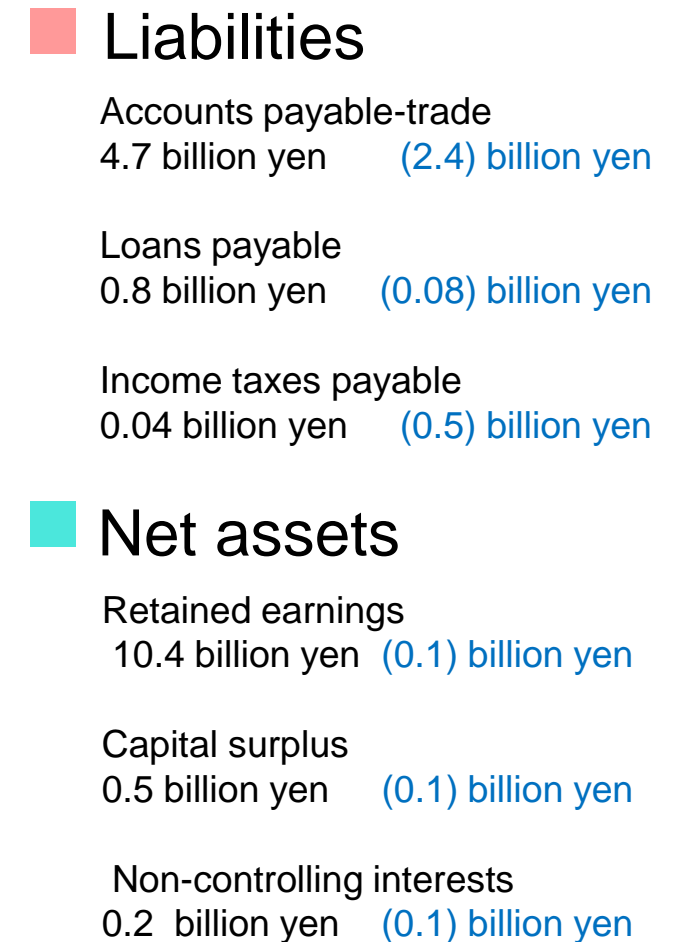 Liabilities
Accounts payable-trade
4.7 billion yen (2.4) billion yen
Loans payable
0.8 billion yen (0.08) billion yen
Income taxes payable
0.04 billion yen (0.5) billion yen
Net assets
Retained earnings
10.4 billion yen (0.1) billion yen
Capital surplus
0.5 billion yen (0.1) billion yen
Non-controlling interests
0.2 billion yen (0.1) billion yen